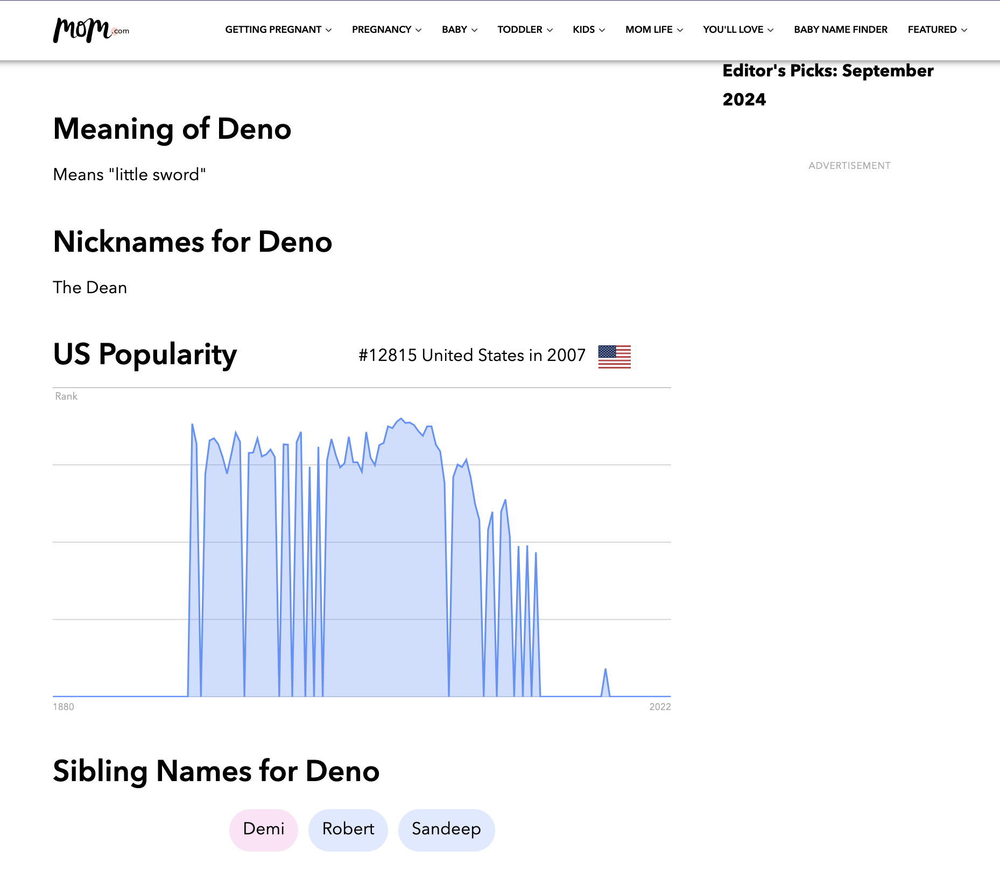 mom.com
GETTING PREGNANT PREGNANCY BABY TODDLER KIDS MOM LIFE YOU'LL LOVE BABY NAME FINDER FEATURED
Editor's Picks: September
2024
ADVERTISEMENT
Meaning of Deno
Means "little sword"
Nicknames for Deno
The Dean
US Popularity #12815 United States in 2007
Rank
1880 2022
Sibling Names for Deno
Demi Robert Sandeep